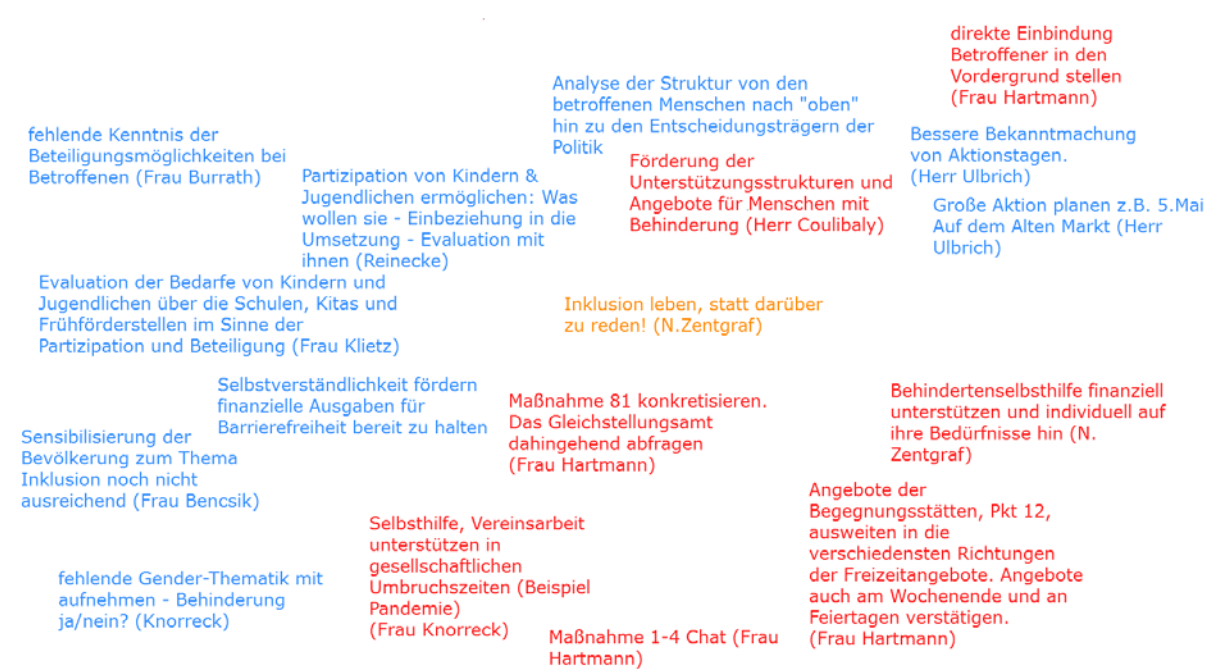 direkte Einbindung
Betroffener in den
Vordergrund stellen
(Frau Hartmann)
Analyse der Struktur von den
betroffenen Menschen nach "oben"
hin zu den Entscheidungsträgern der
Politik
fehlende Kenntnis der
Beteiligungsmöglichkeiten bei
Betroffenen (Frau Burrath)
Bessere Bekanntmachung
von Aktionstagen.
(Herr Ulbrich)
Förderung der
Unterstützungsstrukturen und
Angebote für Menschen mit
Behinderung (Herr Coulibaly)
Partizipation von Kindern &
Jugendlichen ermöglichen: Was
wollen sie - Einbeziehung in die
Umsetzung - Evaluation mit
ihnen (Reinecke)
Große Aktion planen z.B. 5.Mai
Auf dem Alten Markt (Herr
Ulbrich)
Evaluation der Bedarfe von Kindern und
Jugendlichen über die Schulen, Kitas und
Frühförderstellen im Sinne der
Partizipation und Beteiligung (Frau Klietz)
Inklusion leben, statt darüber
zu reden! (N.Zentgraf)
Selbstverständlichkeit fördern
finanzielle Ausgaben für
Barrierefreiheit bereit zu halten
Maßnahme 81 konkretisieren.
Das Gleichstellungsamt
dahingehend abfragen
(Frau Hartmann)
Behindertenselbsthilfe finanziell
unterstützen und individuell auf
ihre Bedürfnisse hin (N.
Zentgraf)
Sensibilisierung der
Bevölkerung zum Thema
Inklusion noch nicht
ausreichend (Frau Bencsik)
Angebote der
Begegnungsstätten, Pkt 12,
ausweiten in die
verschiedensten Richtungen
der Freizeitangebote. Angebote
auch am Wochenende und an
Feiertagen verstätigen.
(Frau Hartmann)
Selbsthilfe, Vereinsarbeit
unterstützen in
gesellschaftlichen
Umbruchszeiten (Beispiel
Pandemie)
(Frau Knorreck)
fehlende Gender-Thematik mit
aufnehmen - Behinderung
ja/nein? (Knorreck)
Maßnahme 1-4 Chat (Frau
Hartmann)